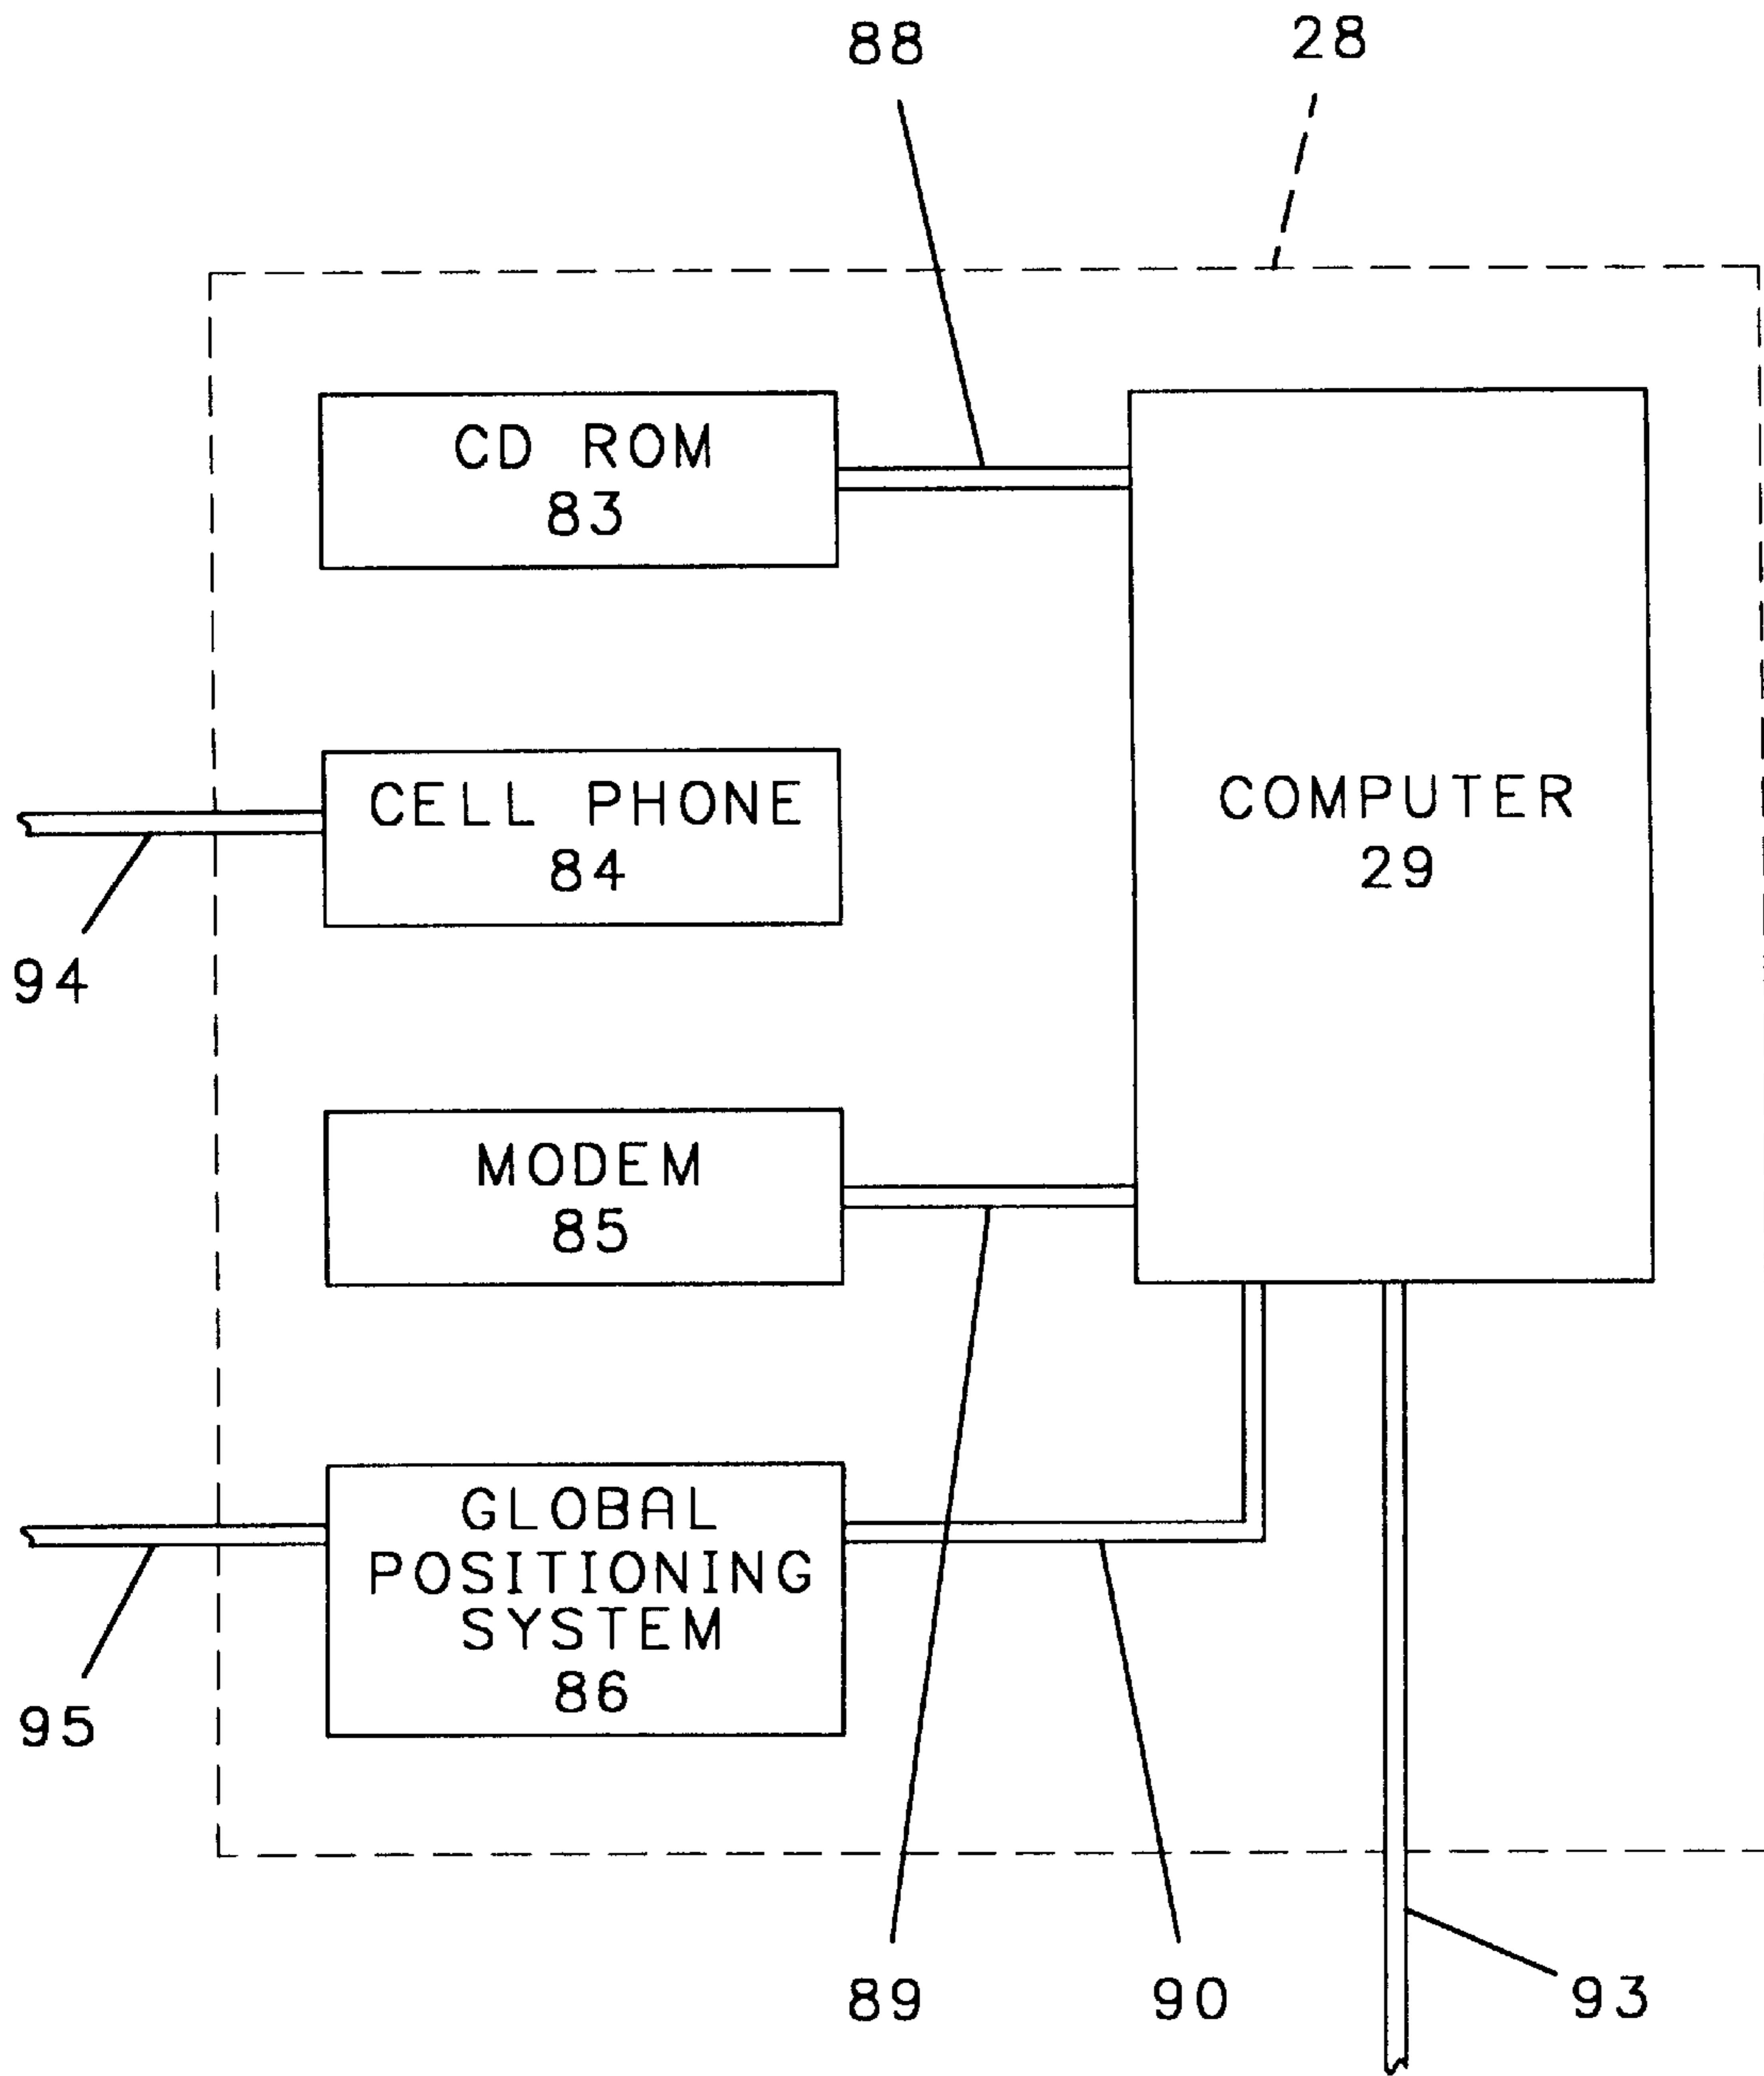 88
28
CD ROM
83
CELL PHONE
84
COMPUTER
29
94
MODEM
85
GLOBAL
POSITIONING
SYSTEM
86
95
89
90
93